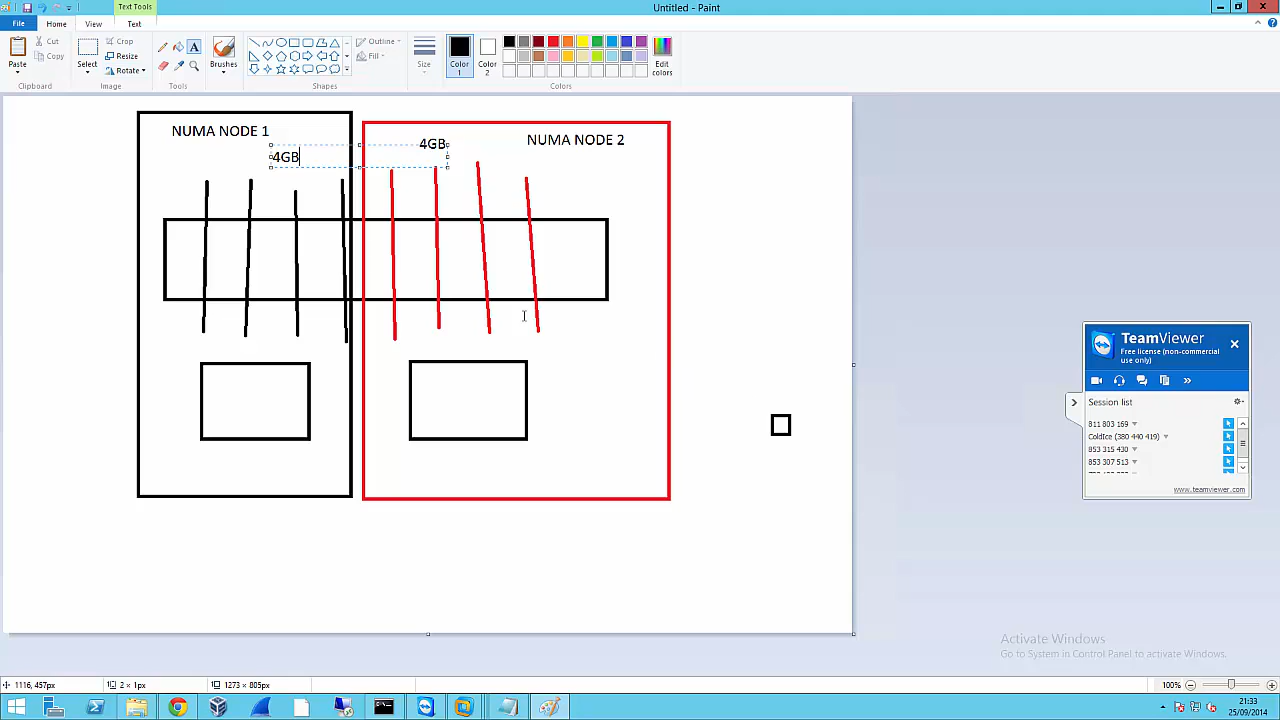 Text Tools
Untitled - Paint
File
Home
View
Text
Paste
Cut
Copy
Clipboard
Select
Crop
Resize
Rotate
Image
A
Tools
Brushes
Outline
Fill
Shapes
Size
Color 1
Color 2
Edit colors
Colors
NUMA NODE 1
4GB
4GB
NUMA NODE 2
TeamViewer
Free license (non-commercial use only)
Session list
811 803 169
ColdIce (380 440 419)
853 315 430
853 307 513
www.teamviewer.com
Activate Windows
Go to System in Control Panel to activate Windows.
1116, 457px
2 × 1px
1273 × 805px
100%
21:33
25/09/2014